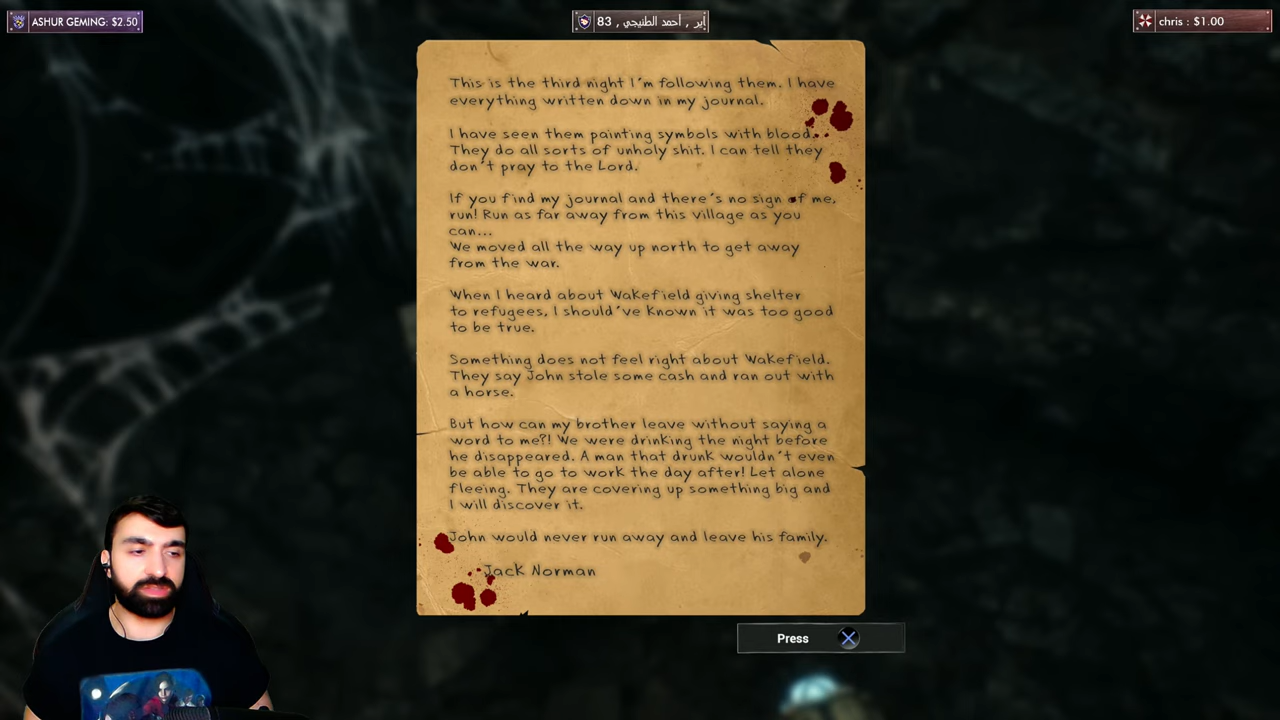 ASHUR GEMING: $2.50
آبر , أحمد الطنيجي , 83
chris : $1.00
This is the third night I'm following them. I have
everything written down in my journal.
I have seen them painting symbols with blood.
They do all sorts of unholy shit. I can tell they
don't pray to the Lord.
If you find my journal and there's no sign of me,
run! Run as far away from this village as you
can...
We moved all the way up north to get away
from the war.
When I heard about Wakefield giving shelter
to refugees, I should've known it was too good
to be true.
Something does not feel right about Wakefield.
They say John stole some cash and ran out with
a horse.
But how can my brother leave without saying a
word to me?! We were drinking the night before
he disappeared. A man that drunk wouldn't even
be able to go to work the day after! Let alone
fleeing. They are covering up something big and
I will discover it.
John would never run away and leave his family.
Jack Norman
Press